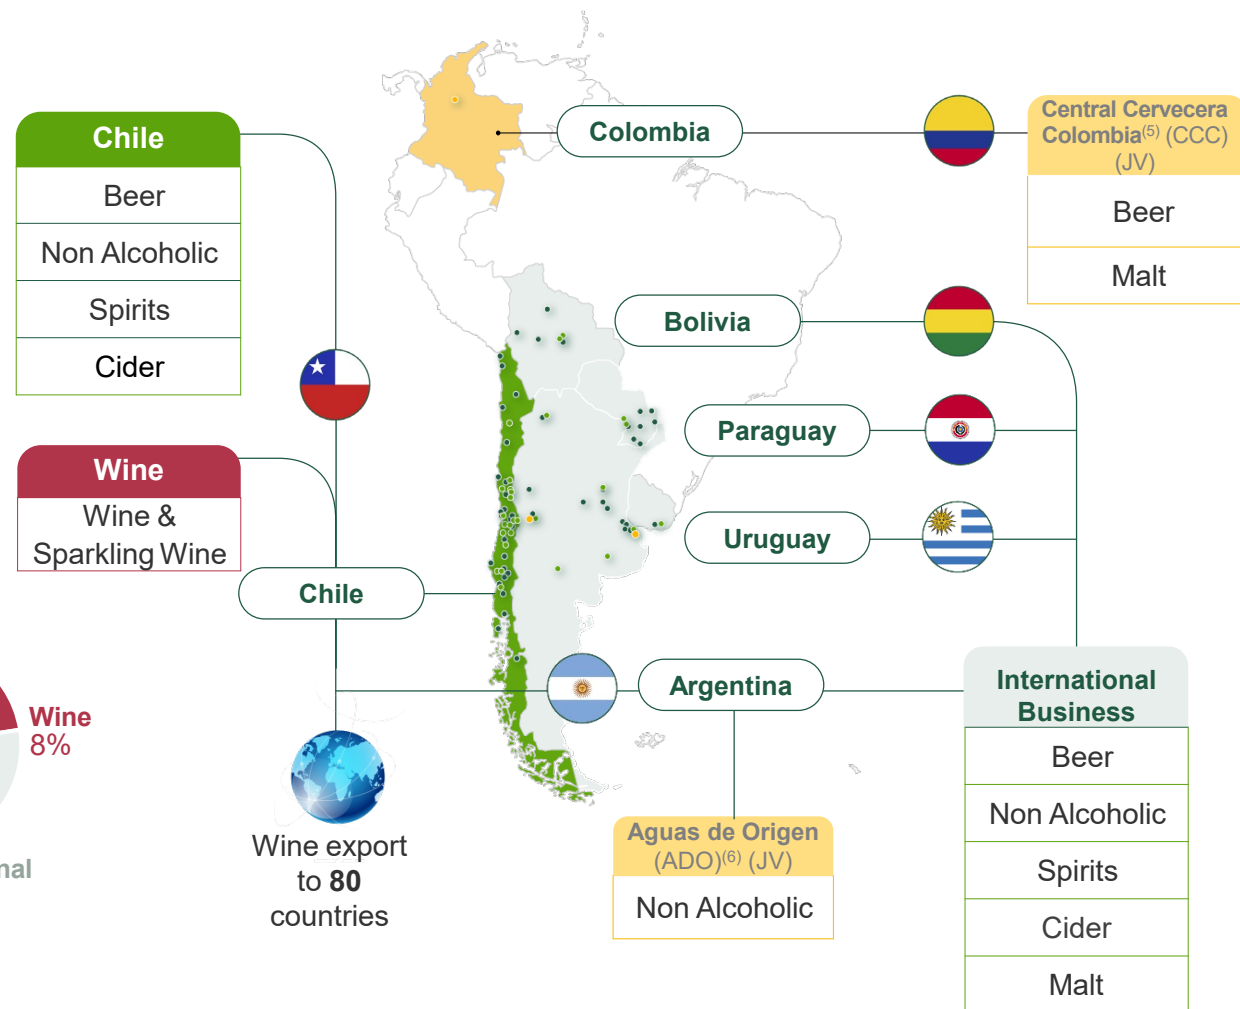 Chile
Beer
Non Alcoholic
Spirits
Cider
Wine
Wine &
Sparkling Wine
Chile
Wine
8%
Wine export
to 80
countries
Colombia
Central Cervecera
Colombia(5) (CCC)
(JV)
Beer
Malt
Bolivia
Paraguay
Uruguay
Argentina
Aguas de Origen
(ADO)(6) (JV)
Non Alcoholic
International
Business
Beer
Non Alcoholic
Spirits
Cider
Malt